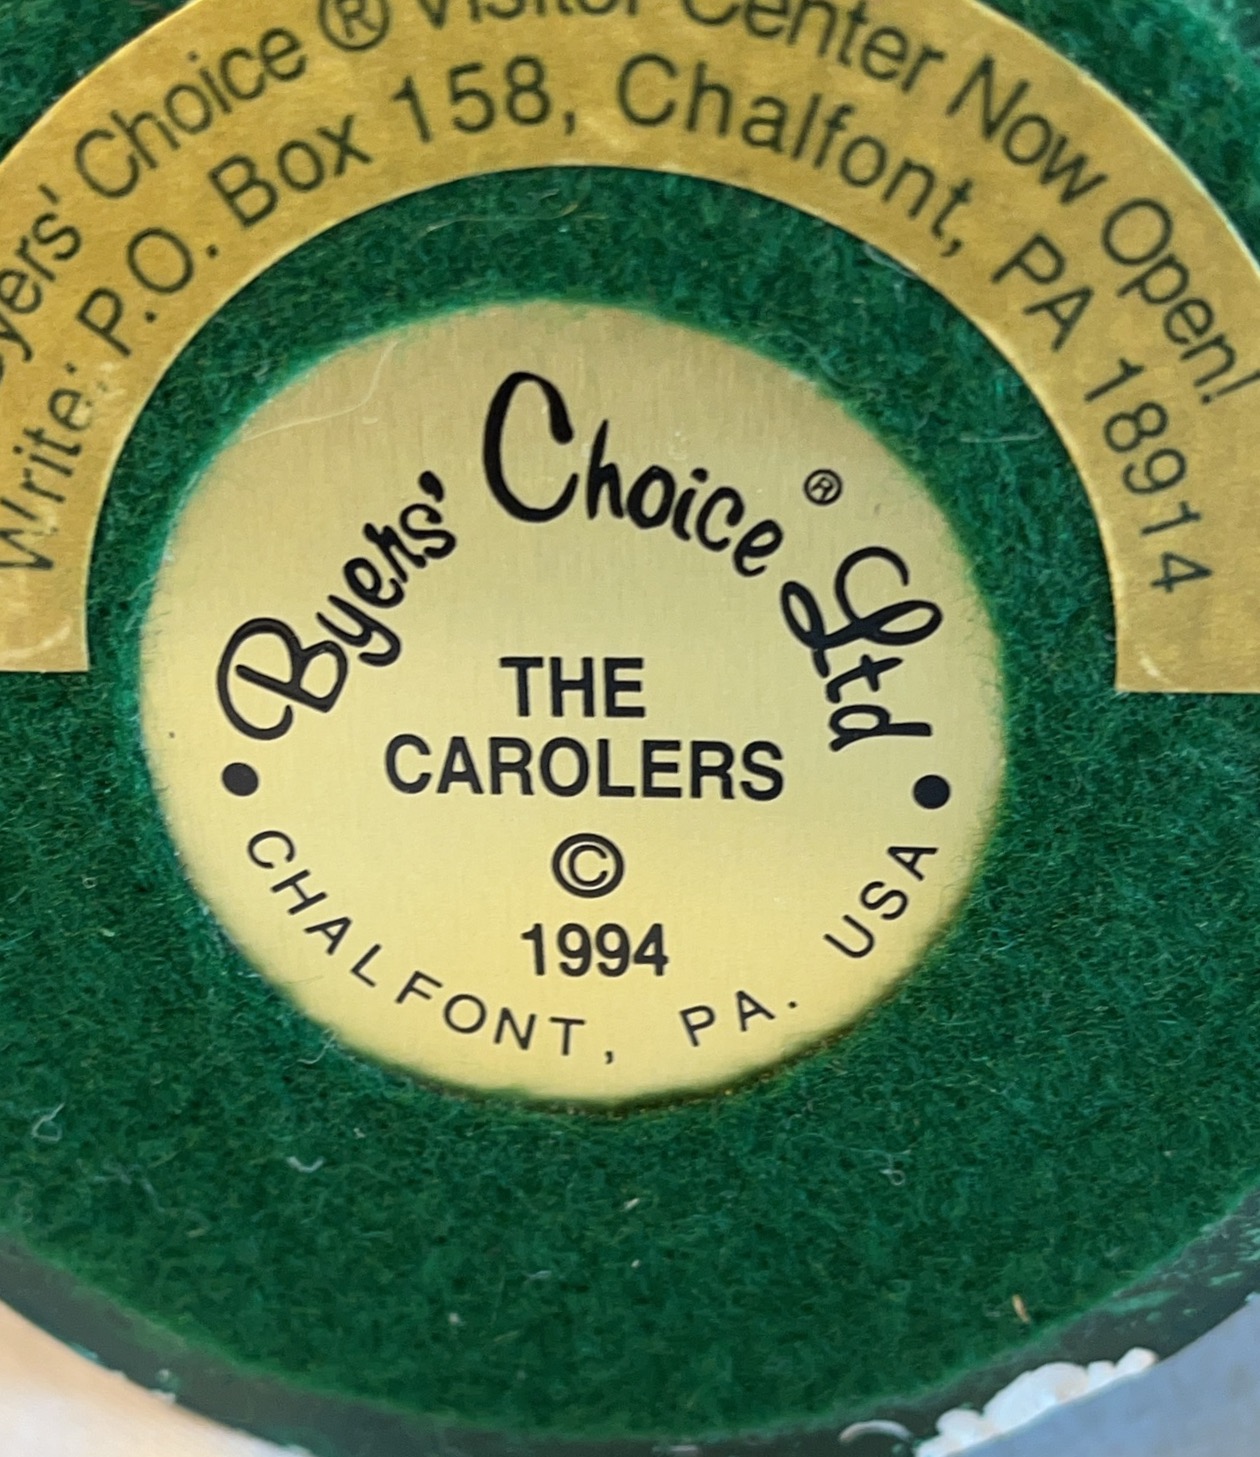 Choice ® Visitor Center Now Open!
Write: P.O. Box 158, Chalfont, PA 18914
Byers' Choice ® Ltd
THE
CAROLERS
©
1994
• CHALFONT, PA. USA •